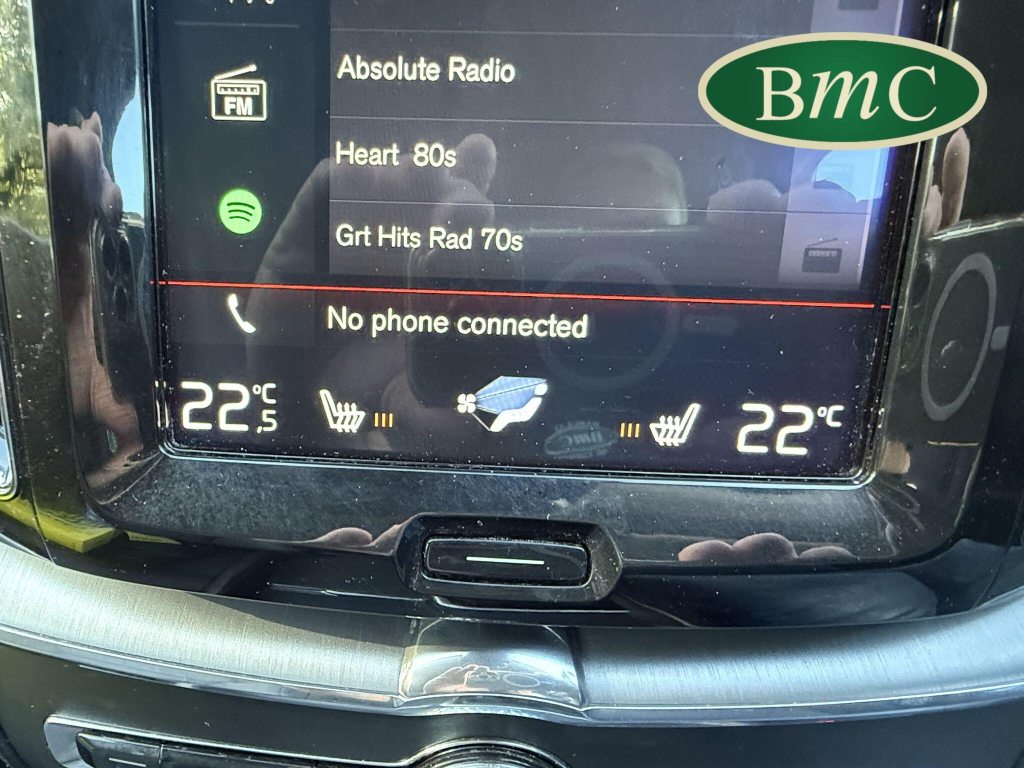 BmC
Absolute Radio
FM
Heart 80s
Grt Hits Rad 70s
No phone connected
22,5 °C
22 °C